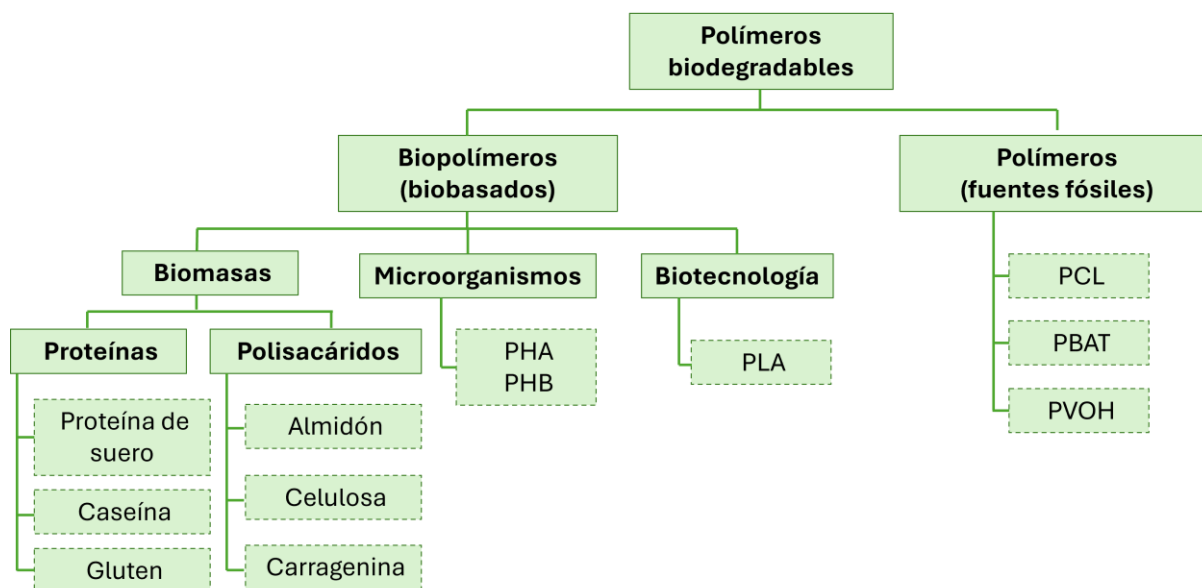 Polímeros
biodegradables
Biopolímeros
(biobasados)
Polímeros
(fuentes fósiles)
Biomasas
Microorganismos
Biotecnología
Proteínas
Polisacáridos
PHA
PHB
PLA
PCL
PBAT
PVOH
Proteína de
suero
Caseína
Gluten
Almidón
Celulosa
Carragenina